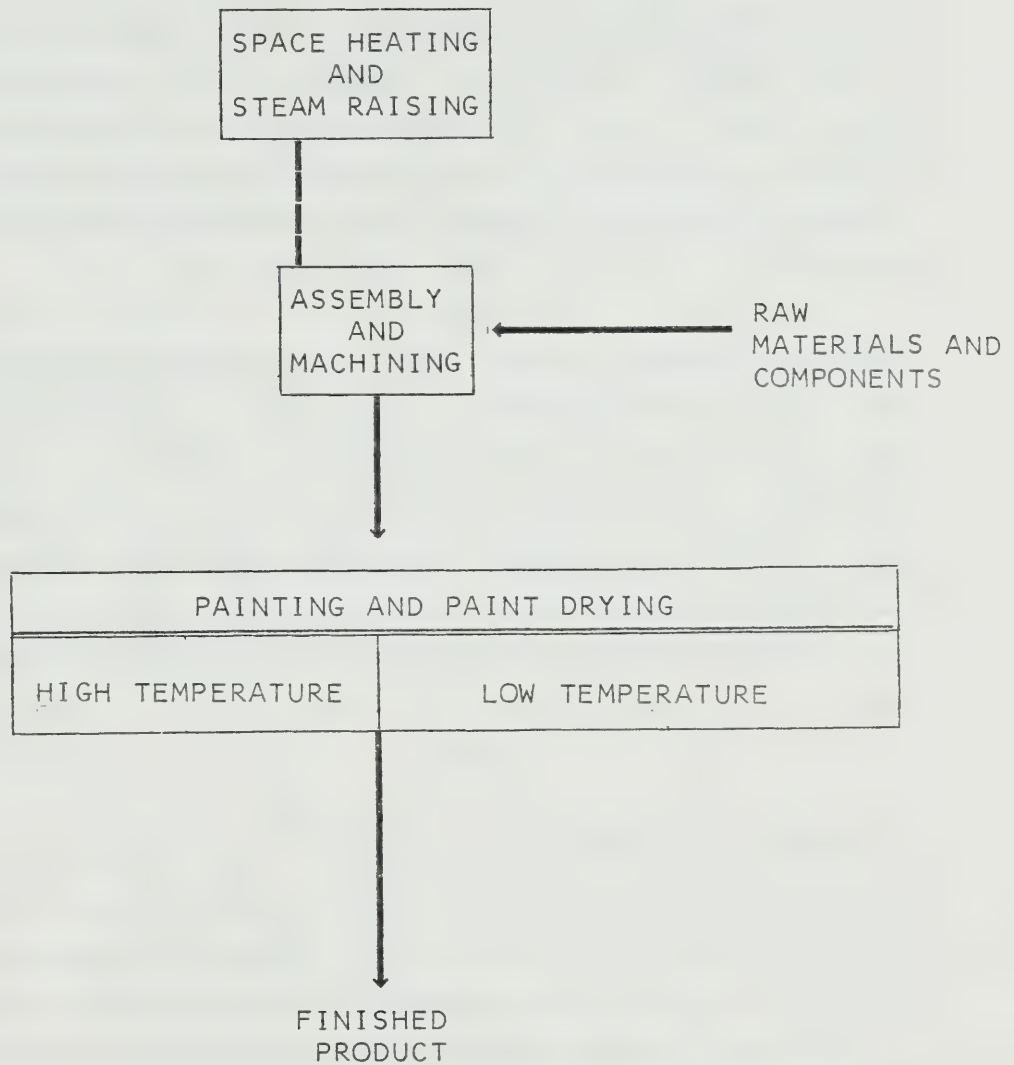 SPACE HEATING
AND
STEAM RAISING
ASSEMBLY
AND
MACHINING
RAW
MATERIALS AND
COMPONENTS
PAINTING AND PAINT DRYING
HIGH TEMPERATURE
LOW TEMPERATURE
FINISHED
PRODUCT